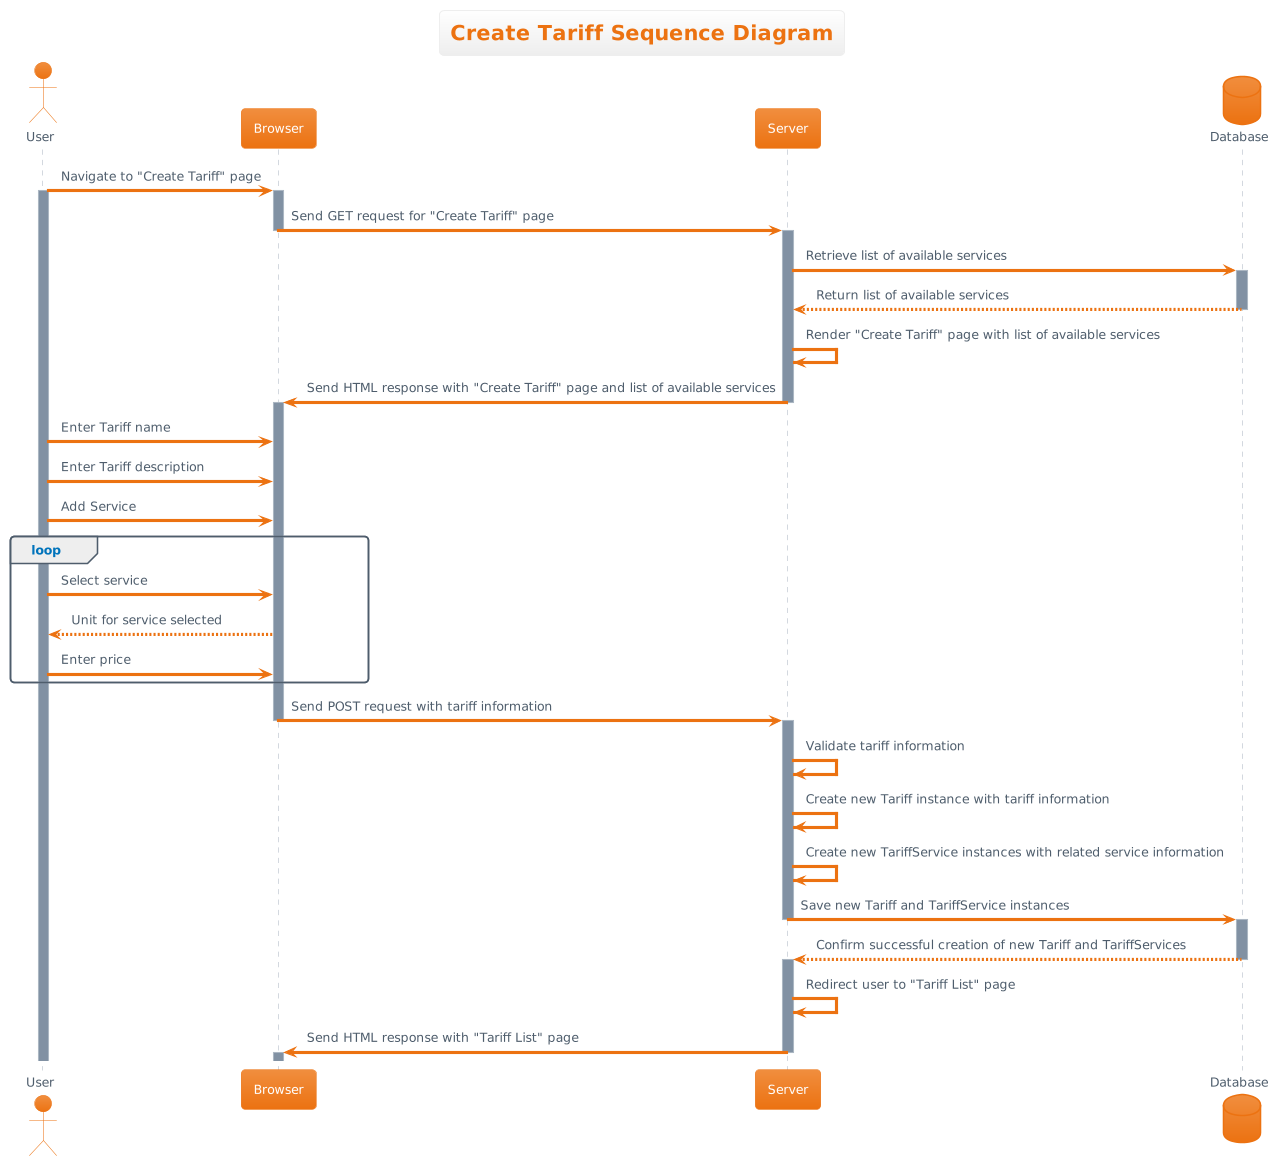 Create Tariff Sequence Diagram
User
Browser
Server
Database
Navigate to "Create Tariff" page
Send GET request for "Create Tariff" page
Retrieve list of available services
Return list of available services
Render "Create Tariff" page with list of available services
Send HTML response with "Create Tariff" page and list of available services
Enter Tariff name
Enter Tariff description
Add Service
loop
Select service
Unit for service selected
Enter price
Send POST request with tariff information
Validate tariff information
Create new Tariff instance with tariff information
Create new TariffService instances with related service information
Save new Tariff and TariffService instances
Confirm successful creation of new Tariff and TariffServices
Redirect user to "Tariff List" page
Send HTML response with "Tariff List" page
User
Browser
Server
Database